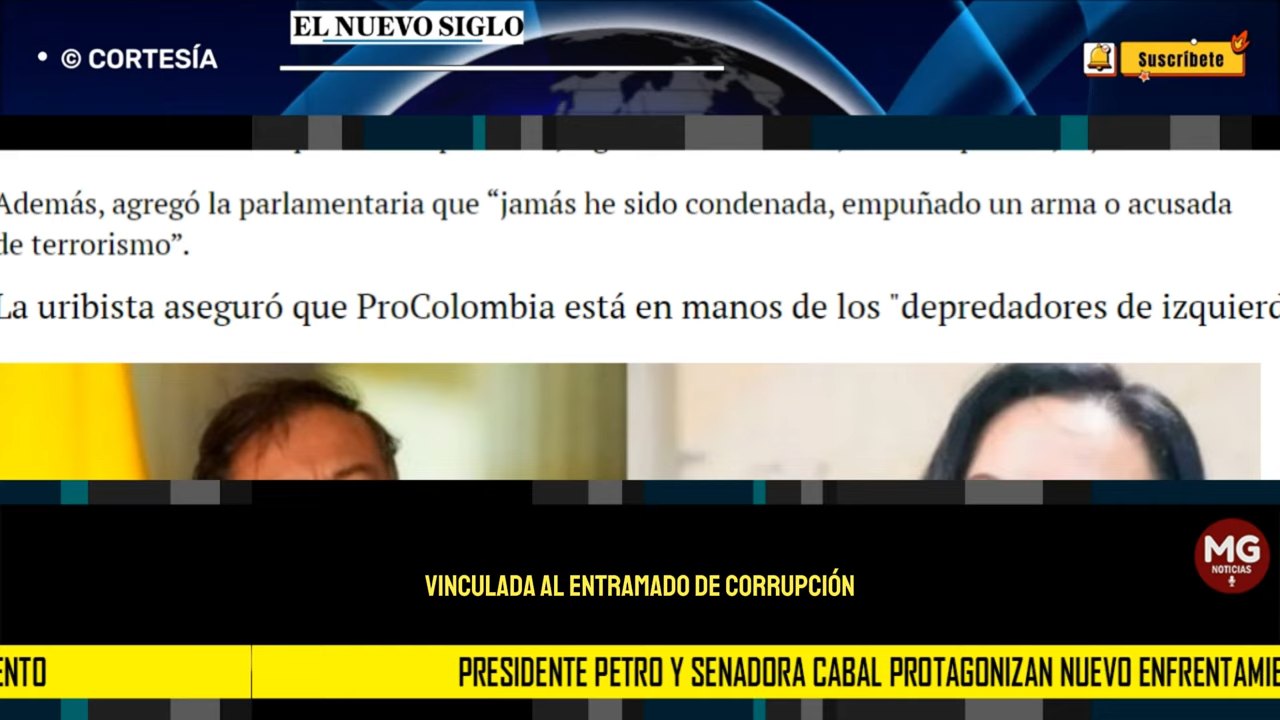 EL NUEVO SIGLO
• © CORTESÍA
Suscríbete
Además, agregó la parlamentaria que “jamás he sido condenada, empuñado un arma o acusada
de terrorismo”.
La uribista aseguró que ProColombia está en manos de los "depredadores de izquierd
MG
NOTICIAS
VINCULADA AL ENTRAMADO DE CORRUPCIÓN
ENTO
PRESIDENTE PETRO Y SENADORA CABAL PROTAGONIZAN NUEVO ENFRENTAMIE